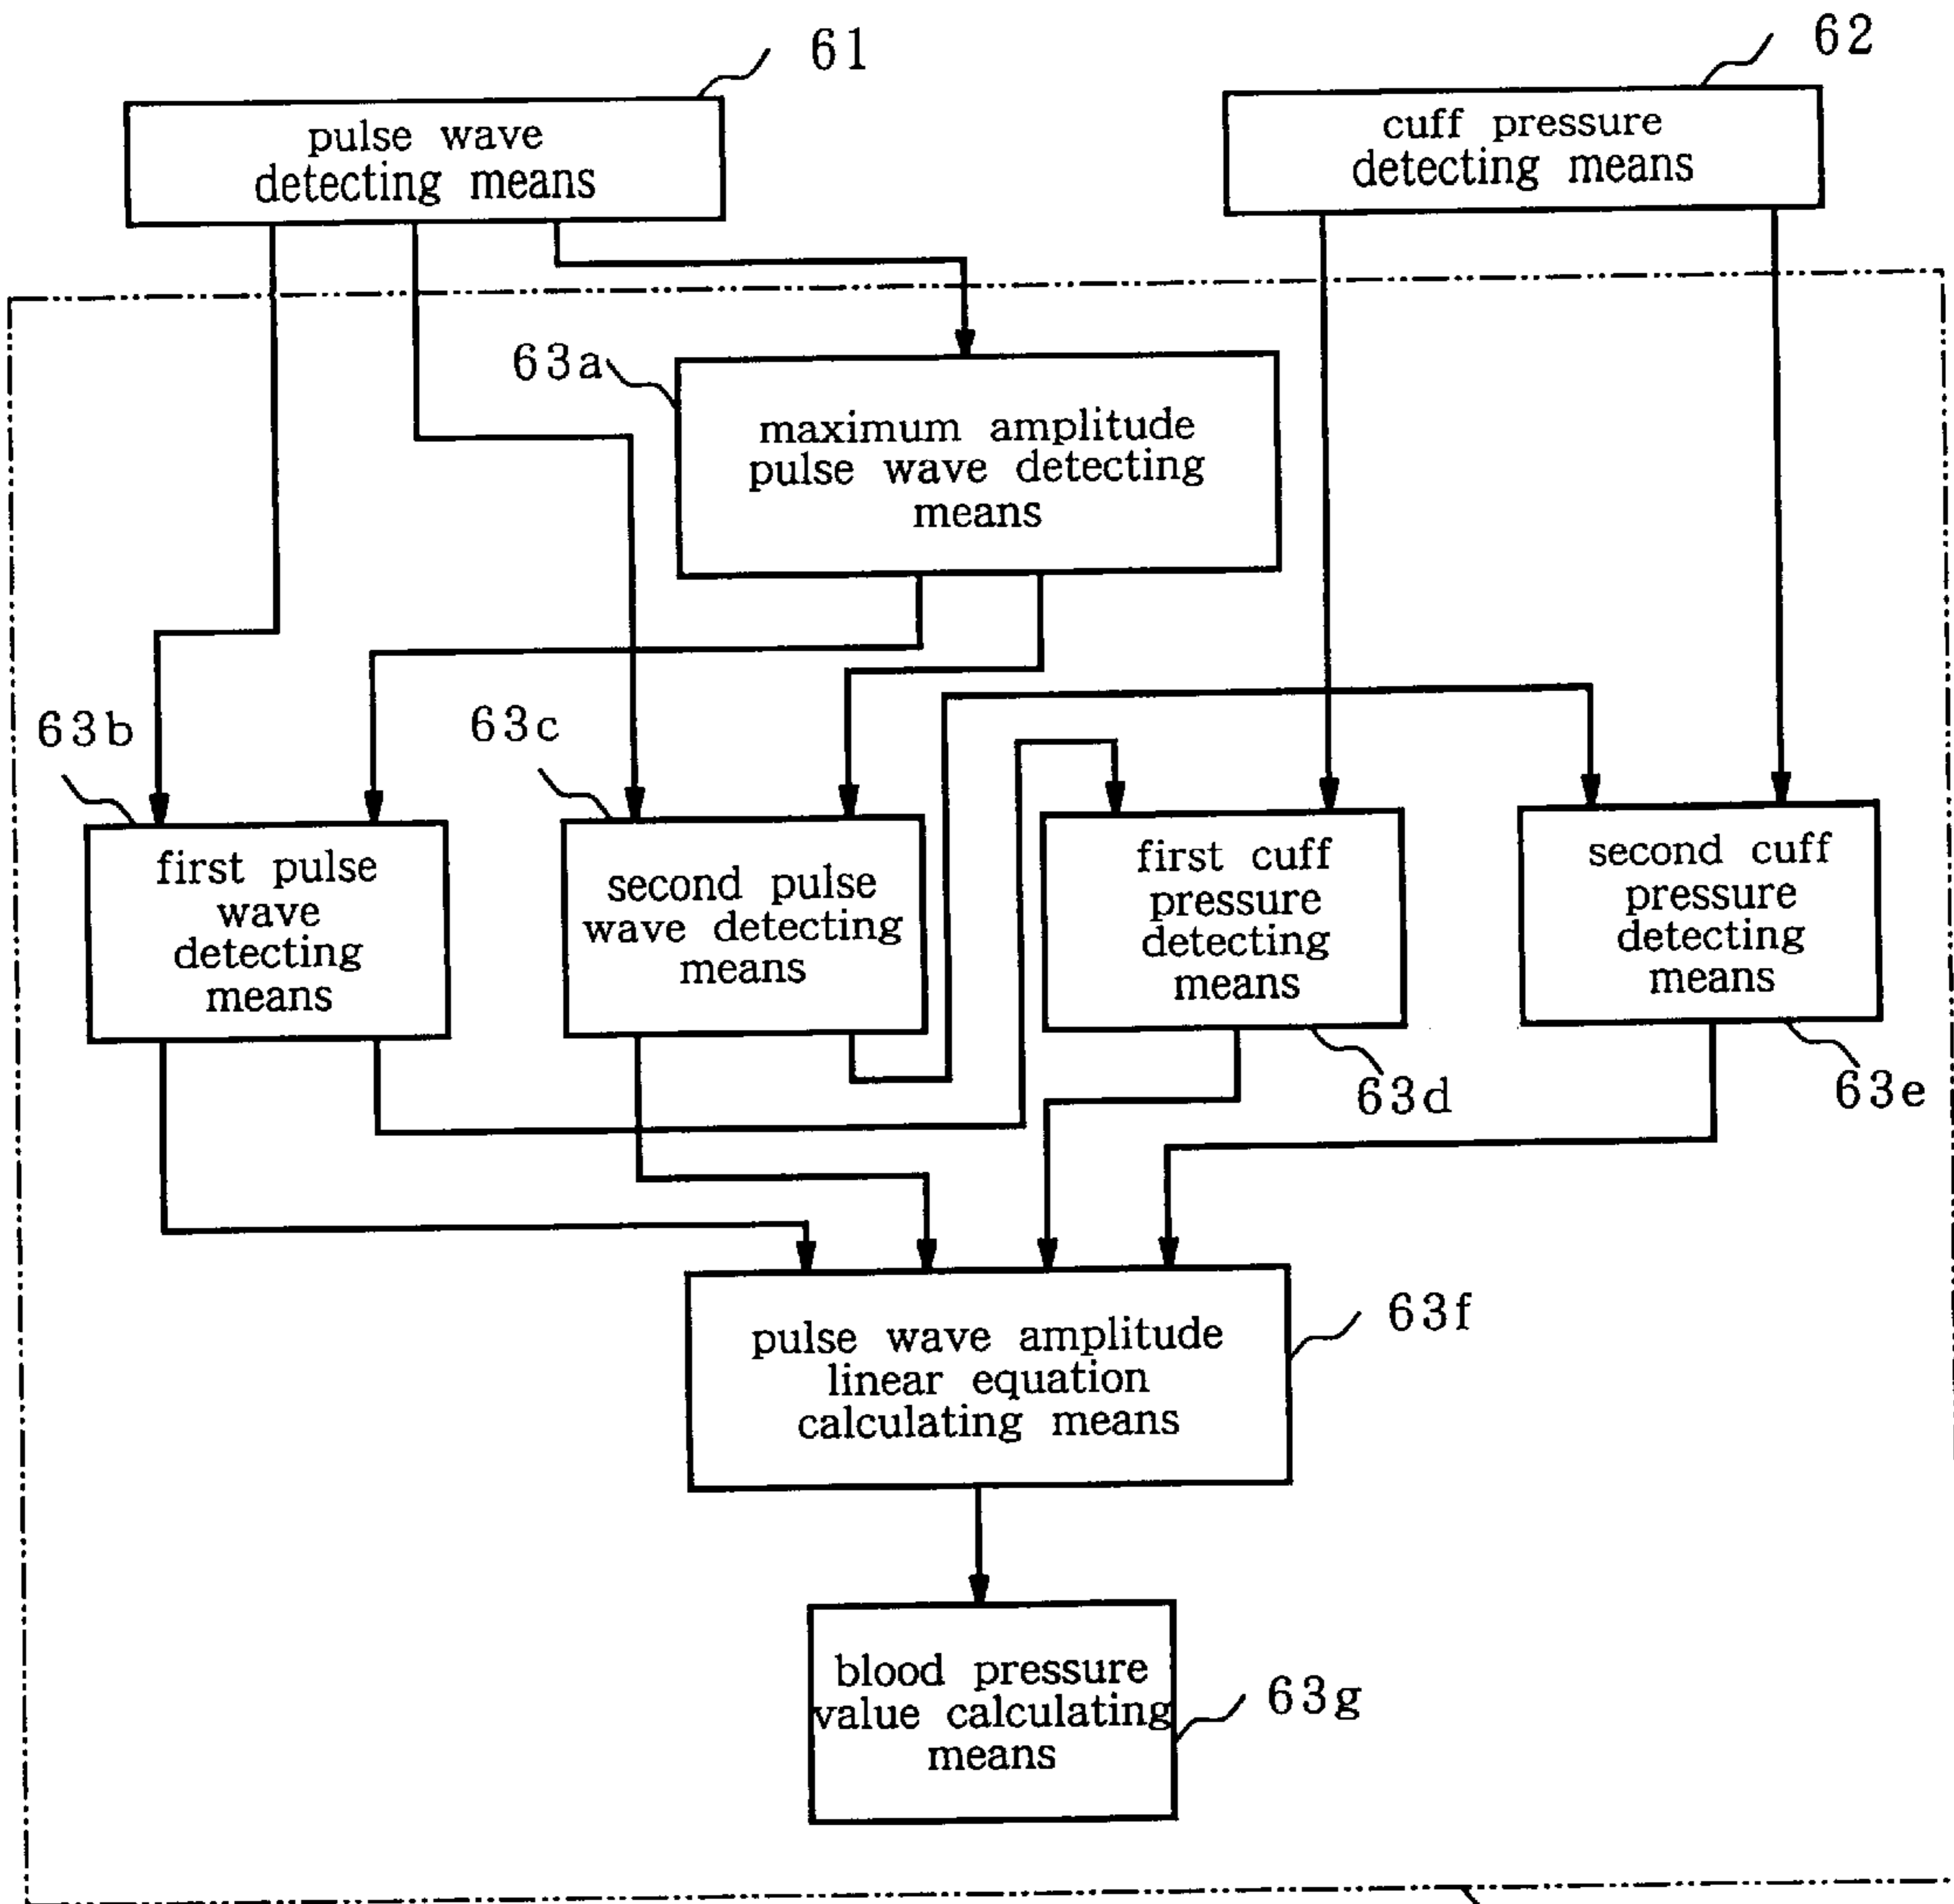 61
62
pulse wave
detecting means
cuff pressure
detecting means
63a
maximum amplitude
pulse wave detecting
means
63b
63c
first pulse
wave
detecting
means
second pulse
wave detecting
means
first cuff
pressure
detecting
means
second cuff
pressure
detecting
means
63d
63e
pulse wave amplitude
linear equation
calculating means
63f
blood pressure
value calculating
means
63g